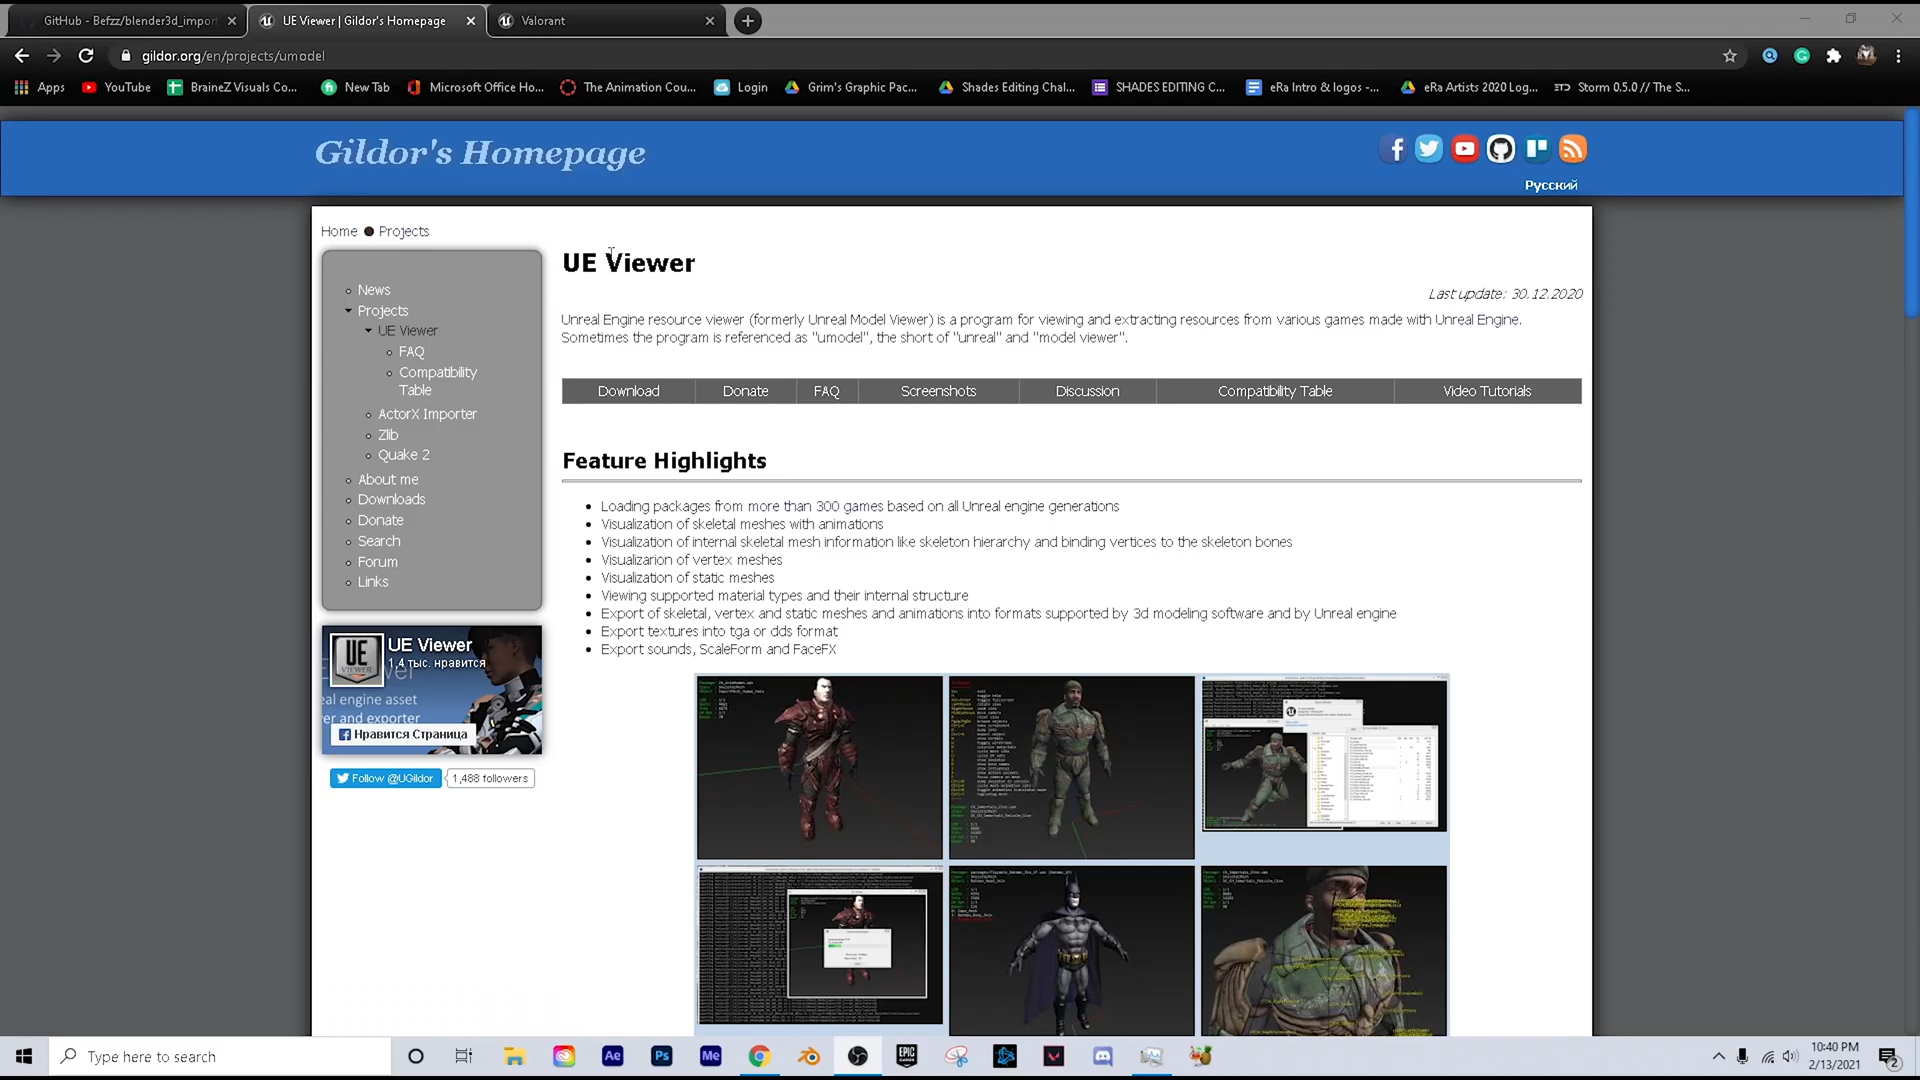 GitHub - Befzz/blender3d_impor
UE Viewer | Gildor's Homepage
Valorant
gildor.org/en/projects/umodel
Apps
YouTube
BraineZ Visuals Co...
New Tab
Microsoft Office Ho...
The Animation Cou...
Login
Grim's Graphic Pac...
Shades Editing Chal...
SHADES EDITING C...
eRa Intro & logos -...
eRa Artists 2020 Log...
Storm 0.5.0 // The S...
Gildor's Homepage
Русский
Home
Projects
News
Projects
UE Viewer
FAQ
Compatibility
Table
ActorX Importer
Zlib
Quake 2
About me
Downloads
Donate
Search
Forum
Links
UE Viewer
1,4 тыс. нравится
real engine asset
er and exporter
Нравится Страница
Follow @UGildor
1,488 followers
UE Viewer
Last update: 30.12.2020
Unreal Engine resource viewer (formerly Unreal Model Viewer) is a program for viewing and extracting resources from various games made with Unreal Engine.
Sometimes the program is referenced as "umodel", the short of "unreal" and "model viewer".
Download
Donate
FAQ
Screenshots
Discussion
Compatibility Table
Video Tutorials
Feature Highlights
Loading packages from more than 300 games based on all Unreal engine generations
Visualization of skeletal meshes with animations
Visualization of internal skeletal mesh information like skeleton hierarchy and binding vertices to the skeleton bones
Visualizarion of vertex meshes
Visualization of static meshes
Viewing supported material types and their internal structure
Export of skeletal, vertex and static meshes and animations into formats supported by 3d modeling software and by Unreal engine
Export textures into tga or dds format
Export sounds, ScaleForm and FaceFX
Type here to search
Ae
Ps
Me
EPIC
GAMES
10:40 PM
2/13/2021
2